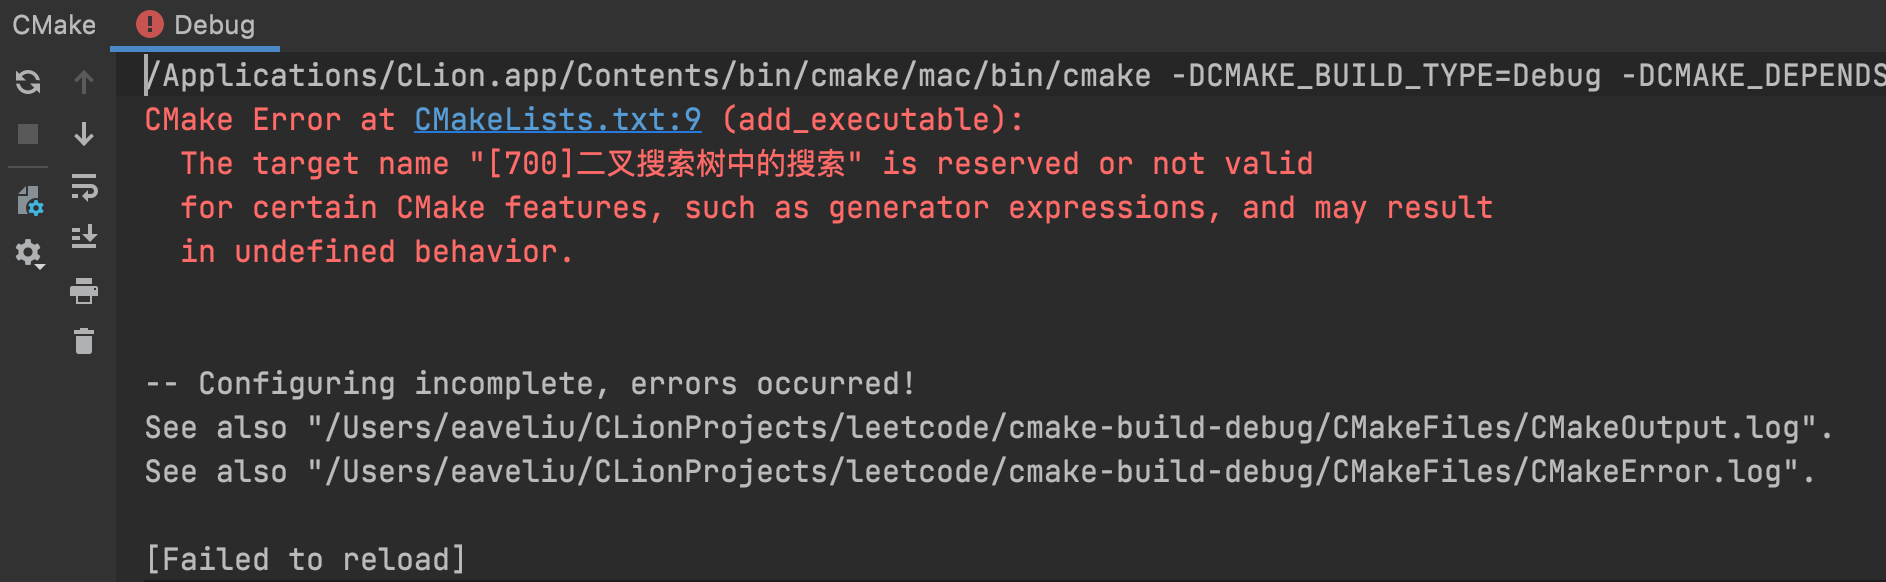 CMake
Debug
/Applications/CLion.app/Contents/bin/cmake/mac/bin/cmake -DCMAKE_BUILD_TYPE=Debug -DCMAKE_DEPENDS
CMake Error at CMakeLists.txt:9 (add_executable):
The target name "[700]二叉搜索树中的搜索" is reserved or not valid
for certain CMake features, such as generator expressions, and may result
in undefined behavior.
-- Configuring incomplete, errors occurred!
See also "/Users/eaveliu/CLionProjects/leetcode/cmake-build-debug/CMakeFiles/CMakeOutput.log".
See also "/Users/eaveliu/CLionProjects/leetcode/cmake-build-debug/CMakeFiles/CMakeError.log".
[Failed to reload]